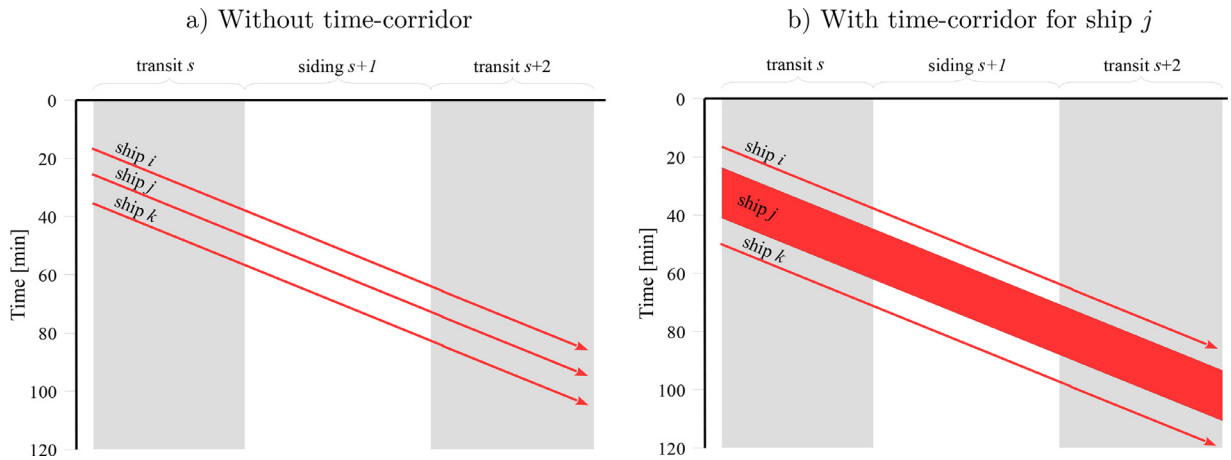 a) Without time-corridor
transit s
siding s+1
transit s+2
0
20
40
60
80
100
120
Time [min]
ship i
ship j
ship k
b) With time-corridor for ship j
transit s
siding s+1
transit s+2
0
20
40
60
80
100
120
Time [min]
ship i
ship j
ship k